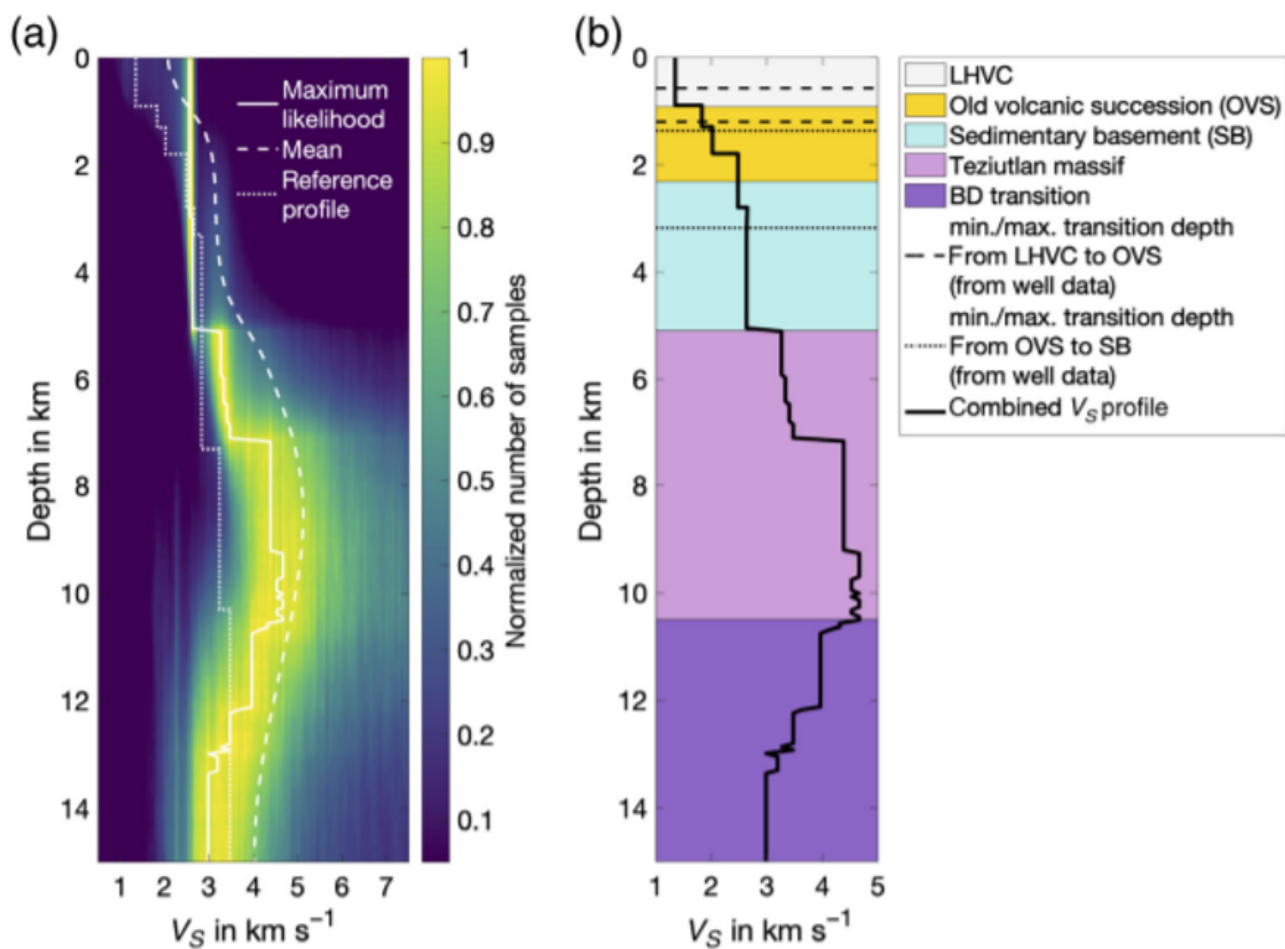 (a)
0
2
4
6
8
10
12
14
Depth in km
1 2 3 4 5 6 7
V_S in km s⁻¹
Maximum
likelihood
Mean
Reference
profile
1
0.9
0.8
0.7
0.6
0.5
0.4
0.3
0.2
0.1
Normalized number of samples
(b)
0
2
4
6
8
10
12
14
Depth in km
1 2 3 4 5
V_S in km s⁻¹
LHVC
Old volcanic succession (OVS)
Sedimentary basement (SB)
Teziutlan massif
BD transition
min./max. transition depth
From LHVC to OVS
(from well data)
min./max. transition depth
From OVS to SB
(from well data)
Combined V_S profile